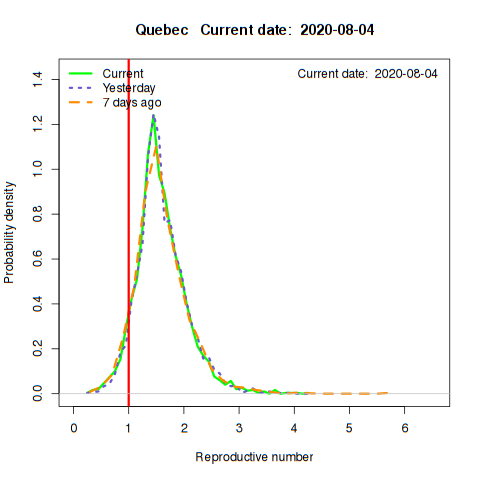 Quebec   Current date:  2020-08-04
Current
Yesterday
7 days ago
Current date:  2020-08-04
Probability density
1.4
1.2
1.0
0.8
0.6
0.4
0.2
0.0
0 1 2 3 4 5 6
Reproductive number